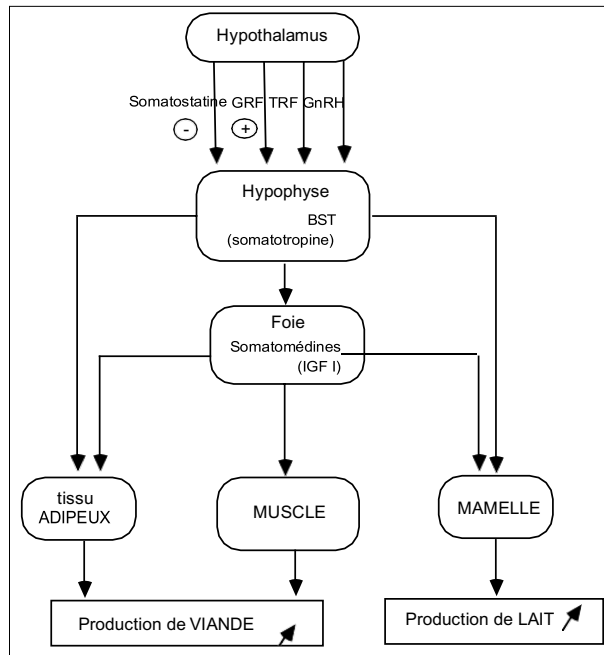 Hypothalamus
Somatostatine GRF TRF GnRH
- +
Hypophyse
BST
(somatotropine)
Foie
Somatomédines
(IGF I)
tissu
ADIPEUX
MUSCLE
MAMELLE
Production de VIANDE
Production de LAIT